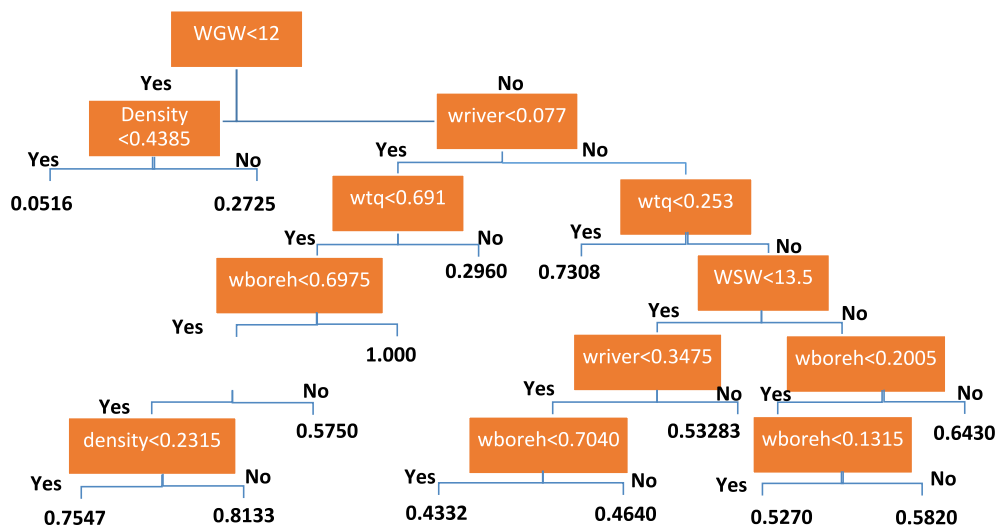 WGW<12
Yes
No
Density
<0.4385
wriver<0.077
Yes
No
Yes
No
0.0516
0.2725
wtq<0.691
wtq<0.253
Yes
No
Yes
No
0.2960
0.7308
wboreh<0.6975
WSW<13.5
Yes
Yes
No
1.000
wriver<0.3475
wboreh<0.2005
No
Yes
No
Yes
No
Yes
0.5750
0.53283
0.6430
density<0.2315
wboreh<0.7040
wboreh<0.1315
Yes
No
Yes
No
Yes
No
0.7547
0.8133
0.4332
0.4640
0.5270
0.5820